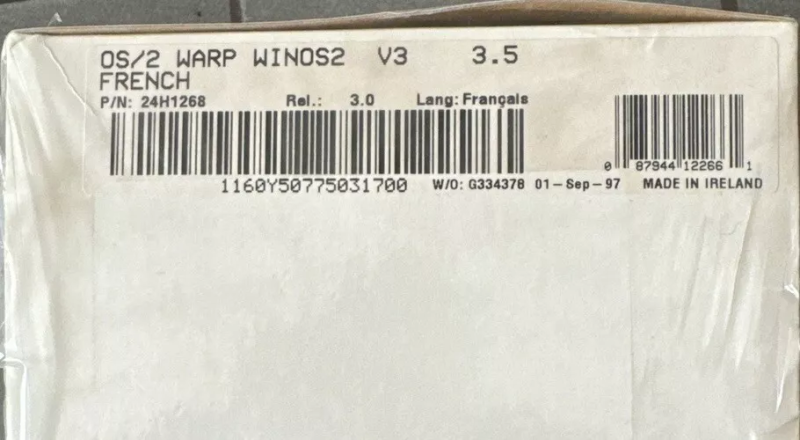 OS/2 WARP WINOS2 V3 3.5
FRENCH
P/N: 24H1268 Rel.: 3.0 Lang: Français
0 87944 12266 1
1160Y50775031700 W/O: G334378 01-Sep-97 MADE IN IRELAND